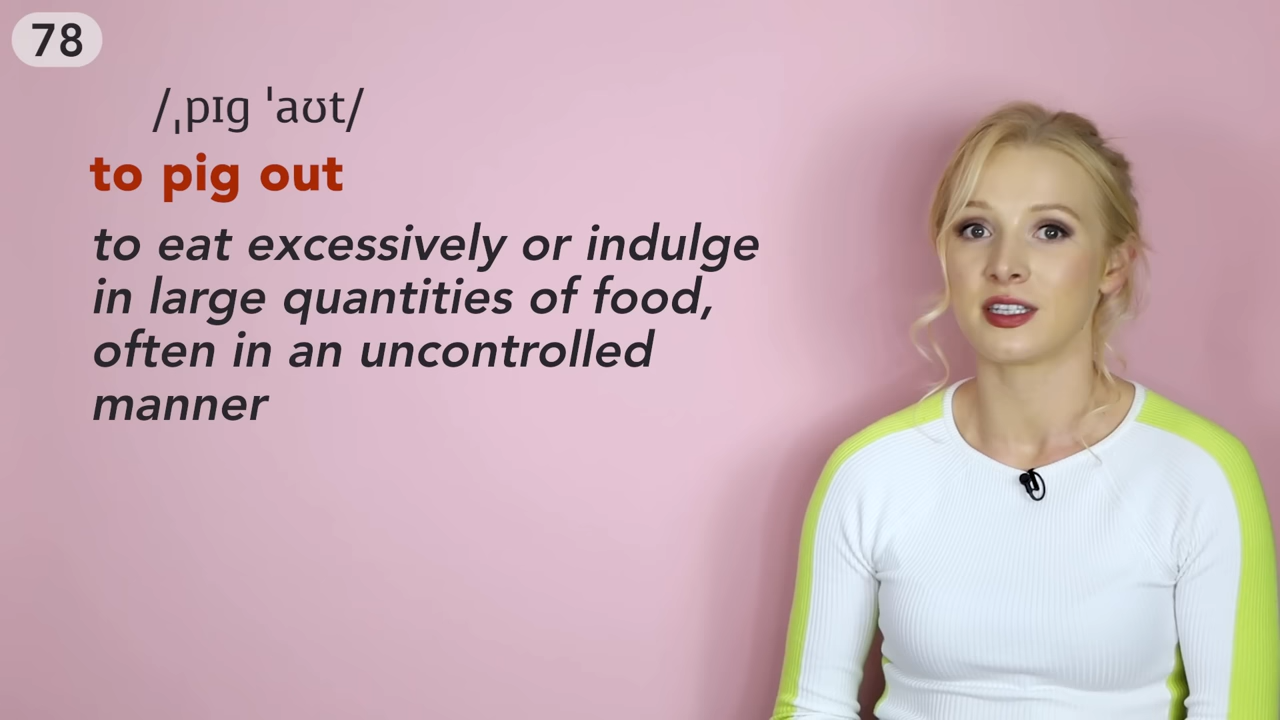 78
/ˌpɪɡ ˈaʊt/
to pig out
to eat excessively or indulge
in large quantities of food,
often in an uncontrolled
manner